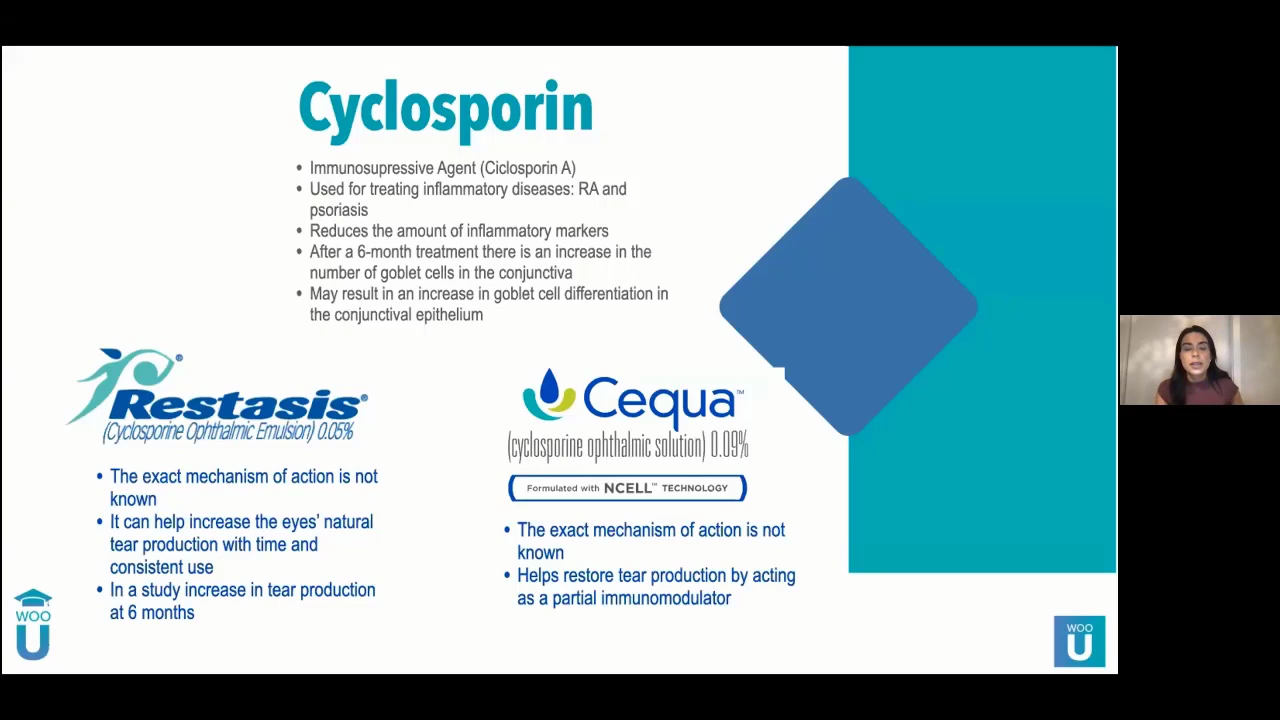 Cyclosporin
• Immunosupressive Agent (Ciclosporin A)
• Used for treating inflammatory diseases: RA and
psoriasis
• Reduces the amount of inflammatory markers
• After a 6-month treatment there is an increase in the
number of goblet cells in the conjunctiva
• May result in an increase in goblet cell differentiation in
the conjunctival epithelium
Restasis®
(Cyclosporine Ophthalmic Emulsion) 0.05%
• The exact mechanism of action is not
known
• It can help increase the eyes’ natural
tear production with time and
consistent use
• In a study increase in tear production
at 6 months
Cequa™
(cyclosporine ophthalmic solution) 0.09%
Formulated with NCELL™ TECHNOLOGY
• The exact mechanism of action is not
known
• Helps restore tear production by acting
as a partial immunomodulator
WOO
U
WOO
U